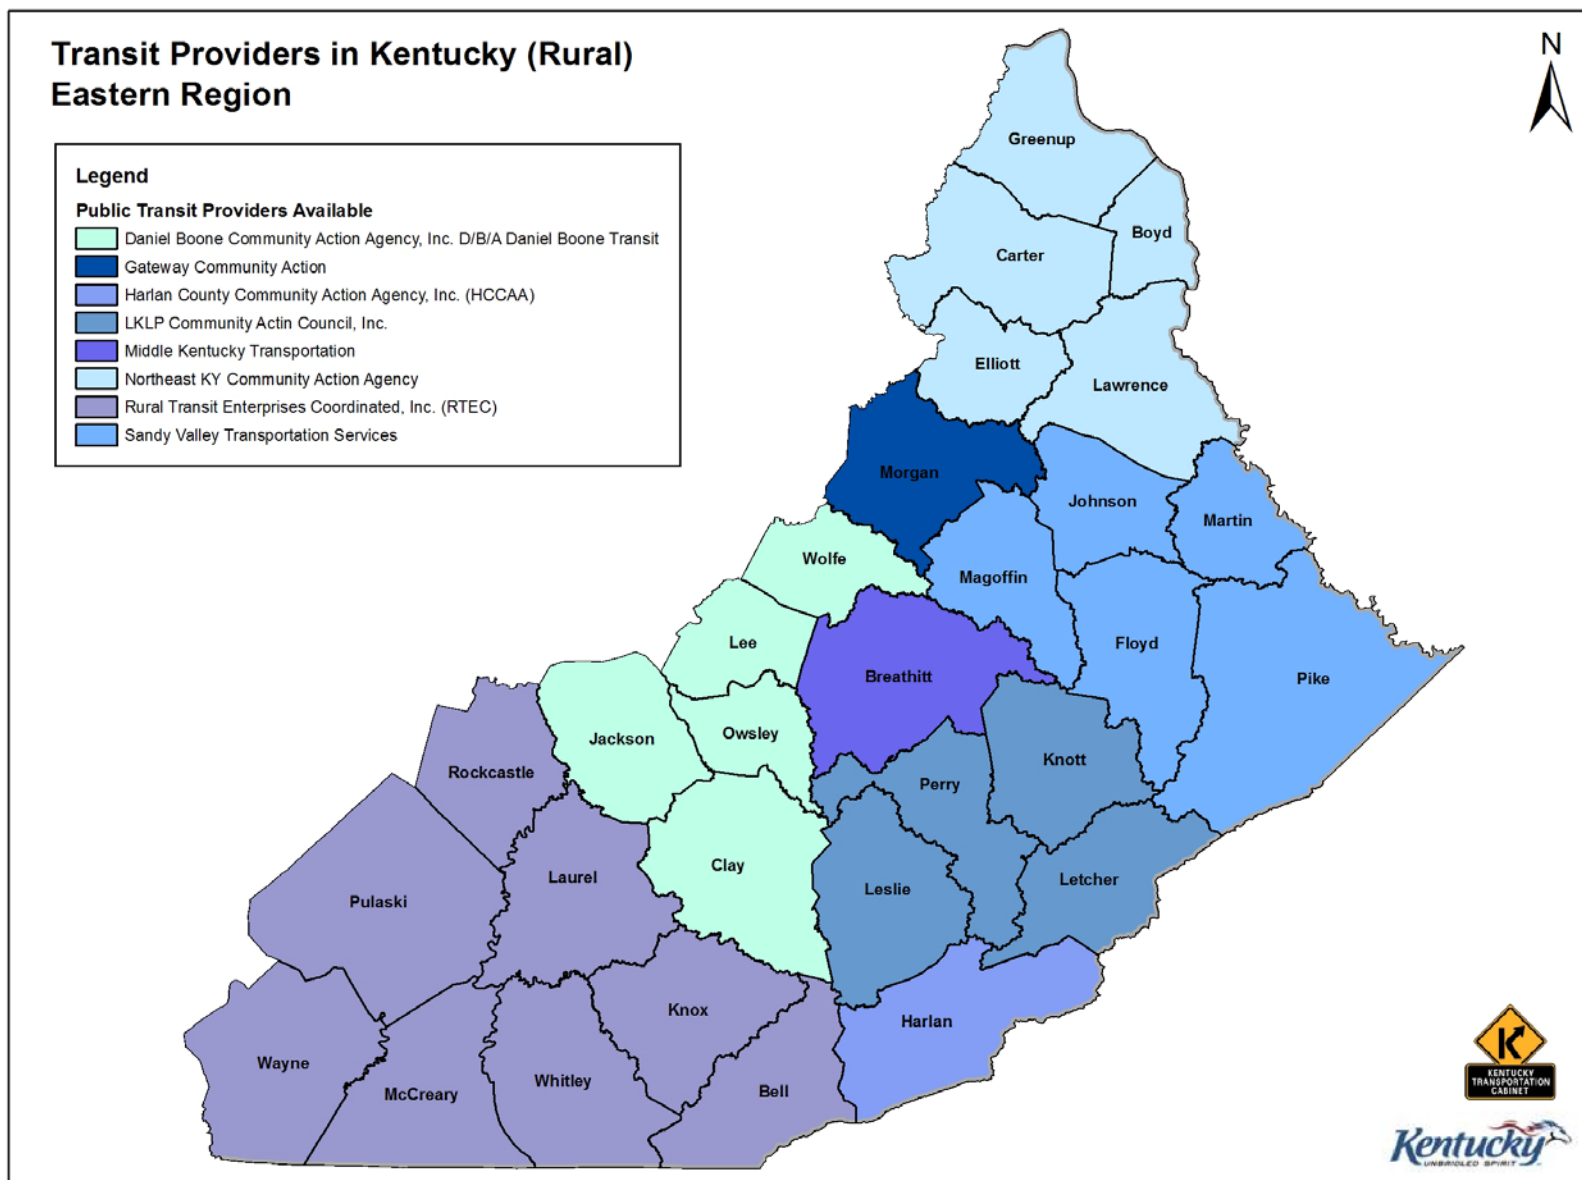 Transit Providers in Kentucky (Rural)
Eastern Region
N
Legend
Public Transit Providers Available
Daniel Boone Community Action Agency, Inc. D/B/A Daniel Boone Transit
Gateway Community Action
Harlan County Community Action Agency, Inc. (HCCAA)
LKLP Community Actin Council, Inc.
Middle Kentucky Transportation
Northeast KY Community Action Agency
Rural Transit Enterprises Coordinated, Inc. (RTEC)
Sandy Valley Transportation Services
Greenup
Boyd
Carter
Elliott
Lawrence
Morgan
Johnson
Martin
Wolfe
Magoffin
Lee
Floyd
Breathitt
Pike
Jackson
Owsley
Knott
Rockcastle
Perry
Clay
Laurel
Leslie
Letcher
Pulaski
Knox
Harlan
Wayne
Whitley
McCreary
Bell
K
KENTUCKY
TRANSPORTATION
CABINET
Kentucky
UNBRIDLED SPIRIT